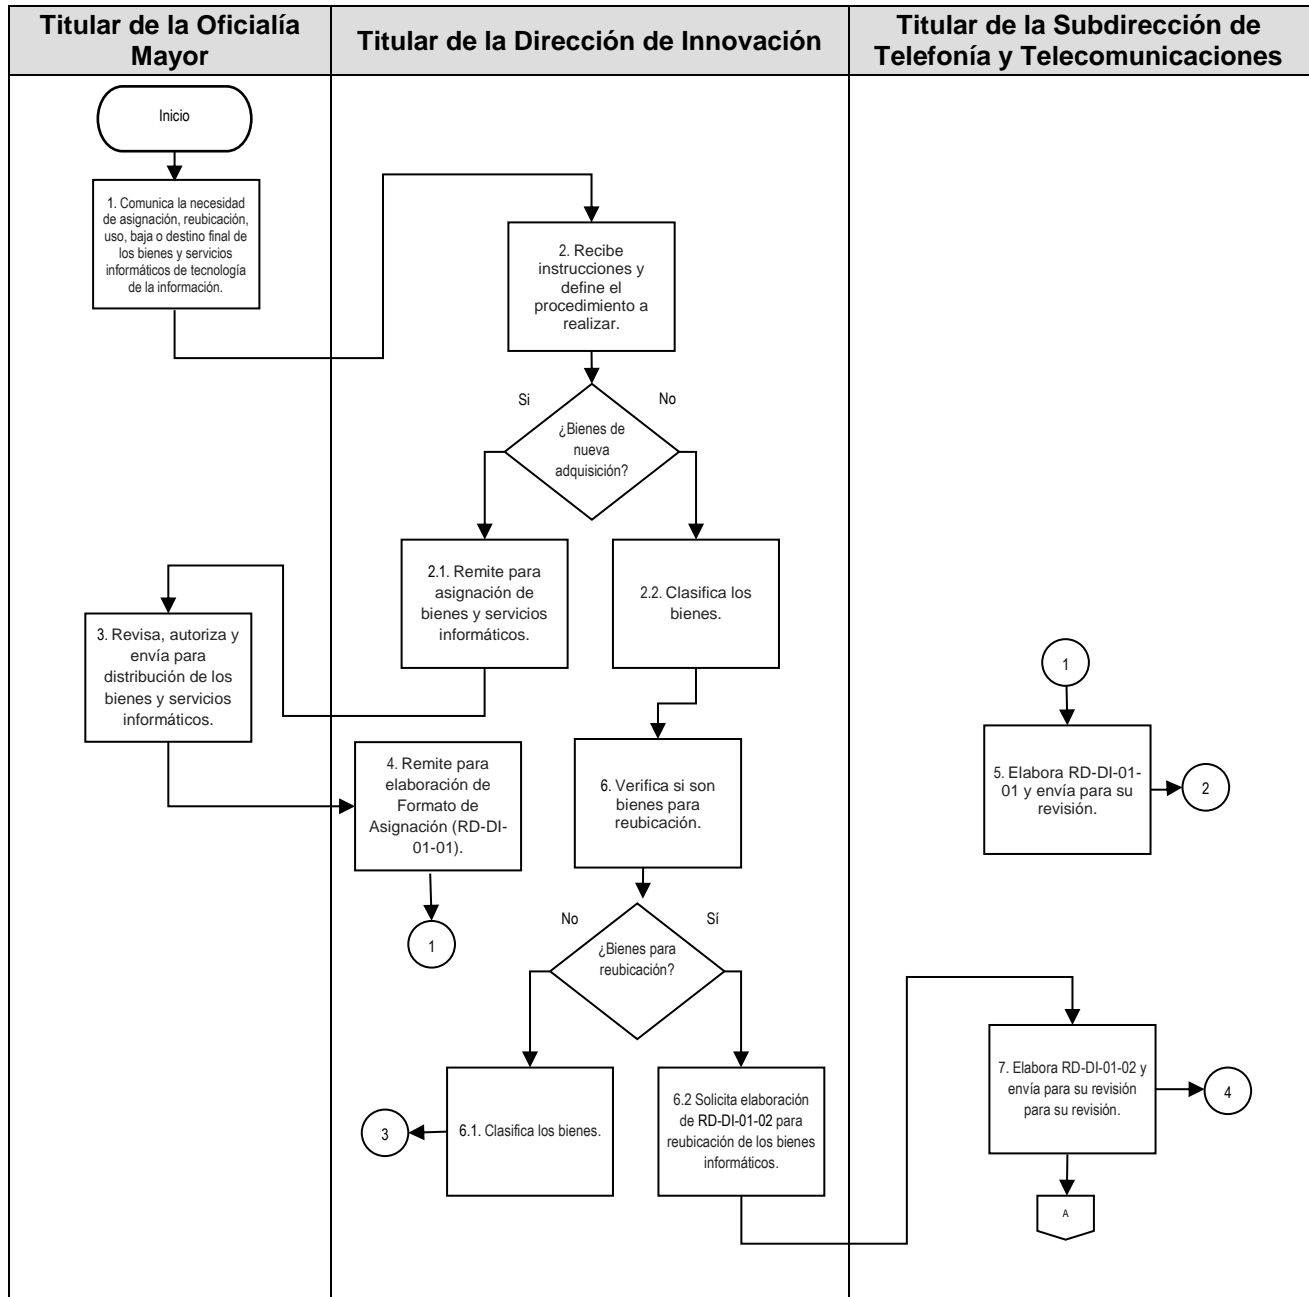 Titular de la Oficialía
Mayor
Titular de la Dirección de Innovación
Titular de la Subdirección de
Telefonía y Telecomunicaciones
Inicio
1. Comunica la necesidad
de asignación, reubicación,
uso, baja o destino final de
los bienes y servicios
informáticos de tecnología
de la información.
2. Recibe
instrucciones y
define el
procedimiento a
realizar.
Si
No
¿Bienes de
nueva
adquisición?
2.1. Remite para
asignación de
bienes y servicios
informáticos.
2.2. Clasifica los
bienes.
3. Revisa, autoriza y
envía para
distribución de los
bienes y servicios
informáticos.
1
4. Remite para
elaboración de
Formato de
Asignación (RD-DI-
01-01).
6. Verifica si son
bienes para
reubicación.
5. Elabora RD-DI-01-
01 y envía para su
revisión.
2
1
No
Sí
¿Bienes para
reubicación?
3
6.1. Clasifica los bienes.
6.2 Solicita elaboración
de RD-DI-01-02 para
reubicación de los bienes
informáticos.
7. Elabora RD-DI-01-02 y
envía para su revisión
para su revisión.
4
A